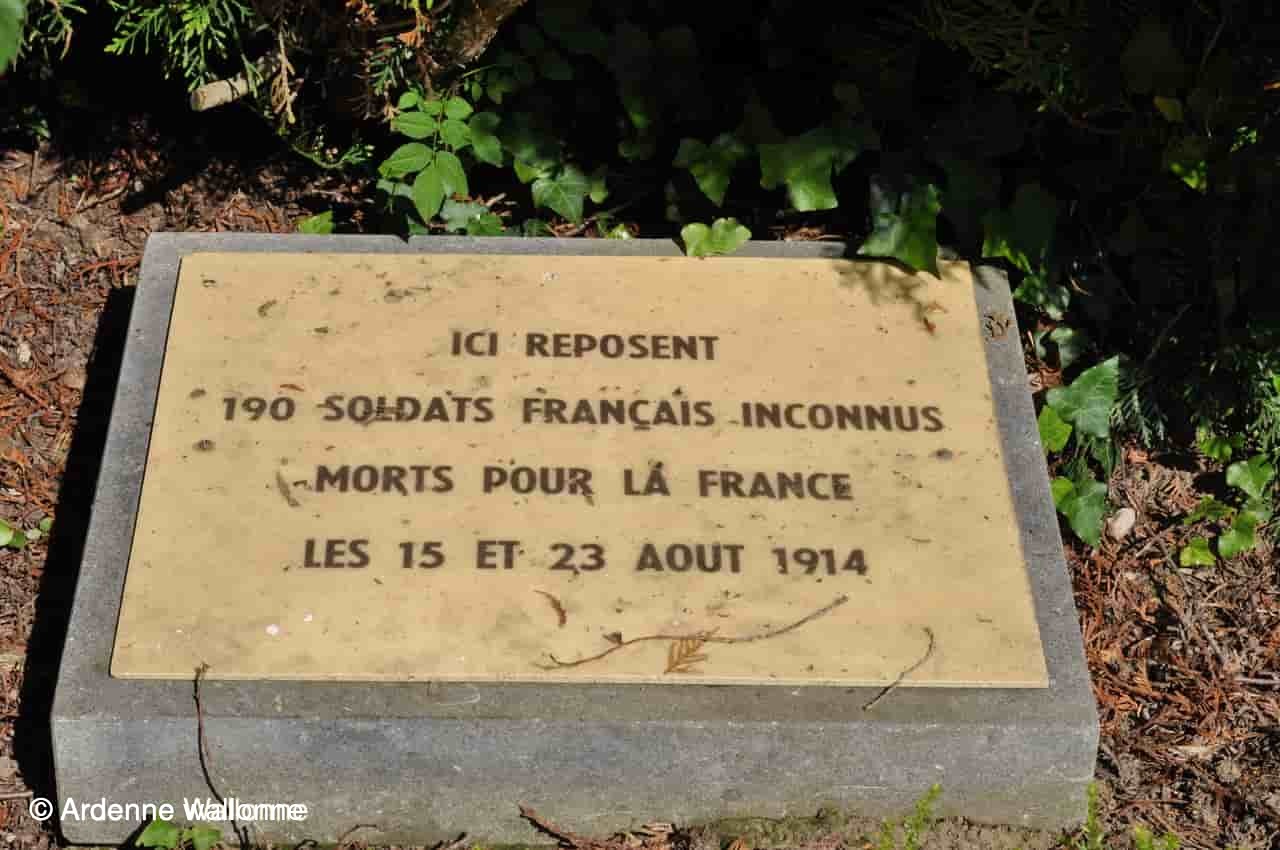 ICI REPOSENT
190 SOLDATS FRANÇAIS INCONNUS
MORTS POUR LA FRANCE
LES 15 ET 23 AOUT 1914
© Ardenne Wallonne